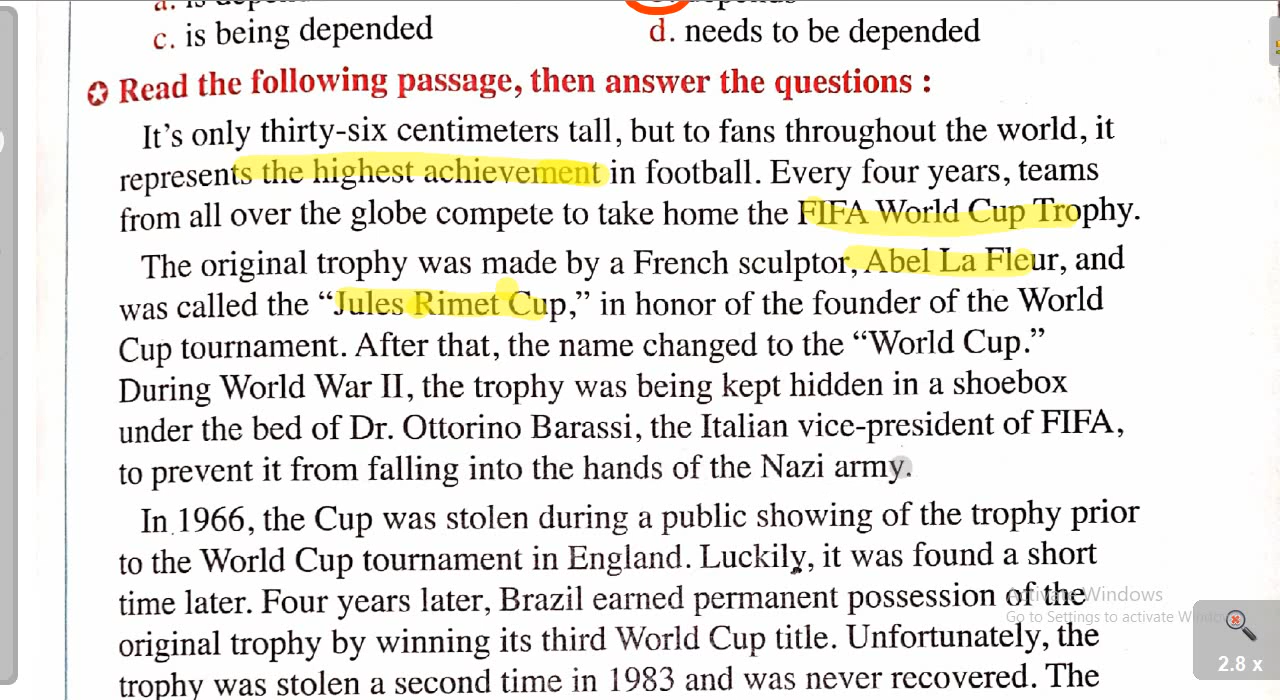 c. is being depended
d. needs to be depended
Read the following passage, then answer the questions :
It's only thirty-six centimeters tall, but to fans throughout the world, it
represents the highest achievement in football. Every four years, teams
from all over the globe compete to take home the FIFA World Cup Trophy.
The original trophy was made by a French sculptor, Abel La Fleur, and
was called the “Jules Rimet Cup,” in honor of the founder of the World
Cup tournament. After that, the name changed to the “World Cup.”
During World War II, the trophy was being kept hidden in a shoebox
under the bed of Dr. Ottorino Barassi, the Italian vice-president of FIFA,
to prevent it from falling into the hands of the Nazi army.
In 1966, the Cup was stolen during a public showing of the trophy prior
to the World Cup tournament in England. Luckily, it was found a short
time later. Four years later, Brazil earned permanent possession of the
original trophy by winning its third World Cup title. Unfortunately, the
trophy was stolen a second time in 1983 and was never recovered. The
Activate Windows
Go to Settings to activate
2.8 x